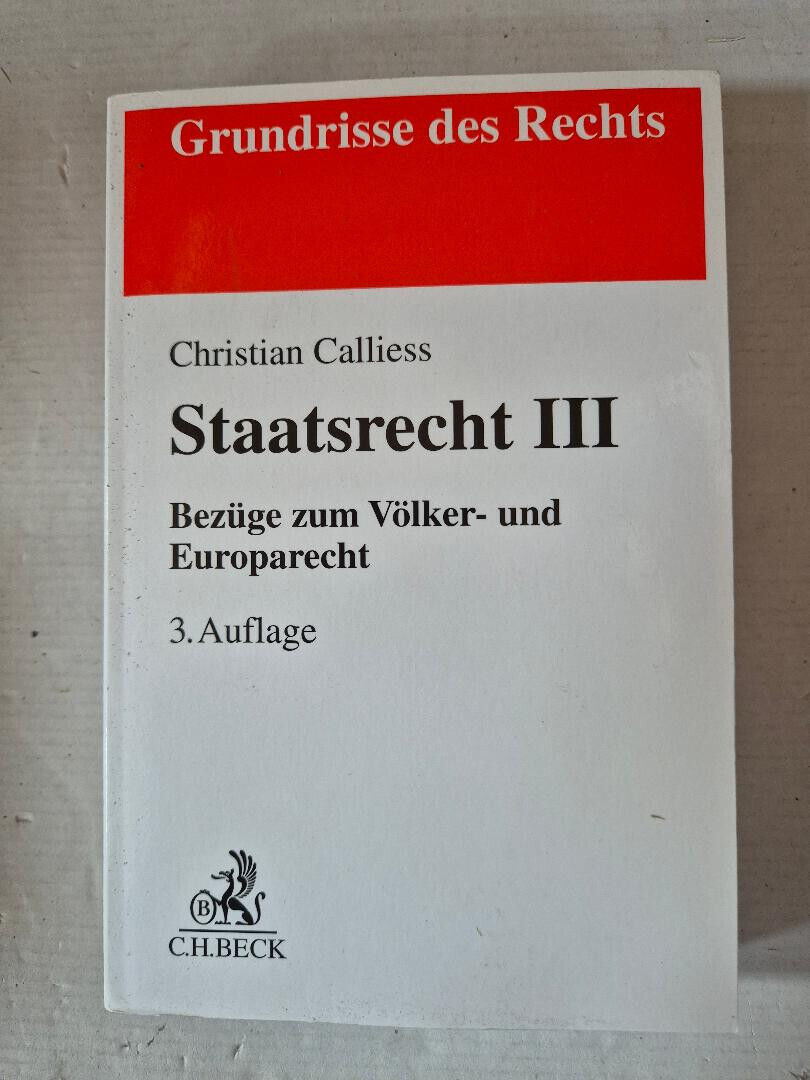 Grundrisse des Rechts
Christian Calliess
Staatsrecht III
Bezüge zum Völker- und
Europarecht
3. Auflage
B
C.H.BECK